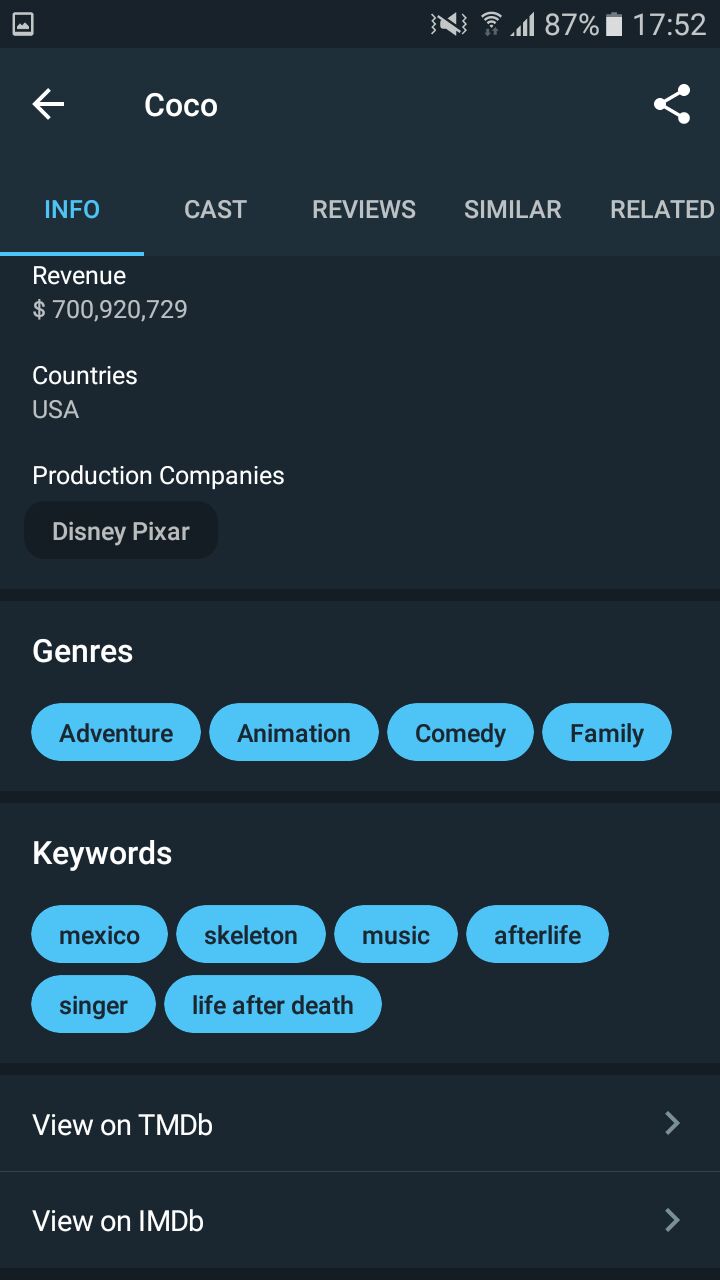 87% 17:52
Coco
INFO CAST REVIEWS SIMILAR RELATED
Revenue
$ 700,920,729
Countries
USA
Production Companies
Disney Pixar
Genres
Adventure Animation Comedy Family
Keywords
mexico skeleton music afterlife
singer life after death
View on TMDb
View on IMDb